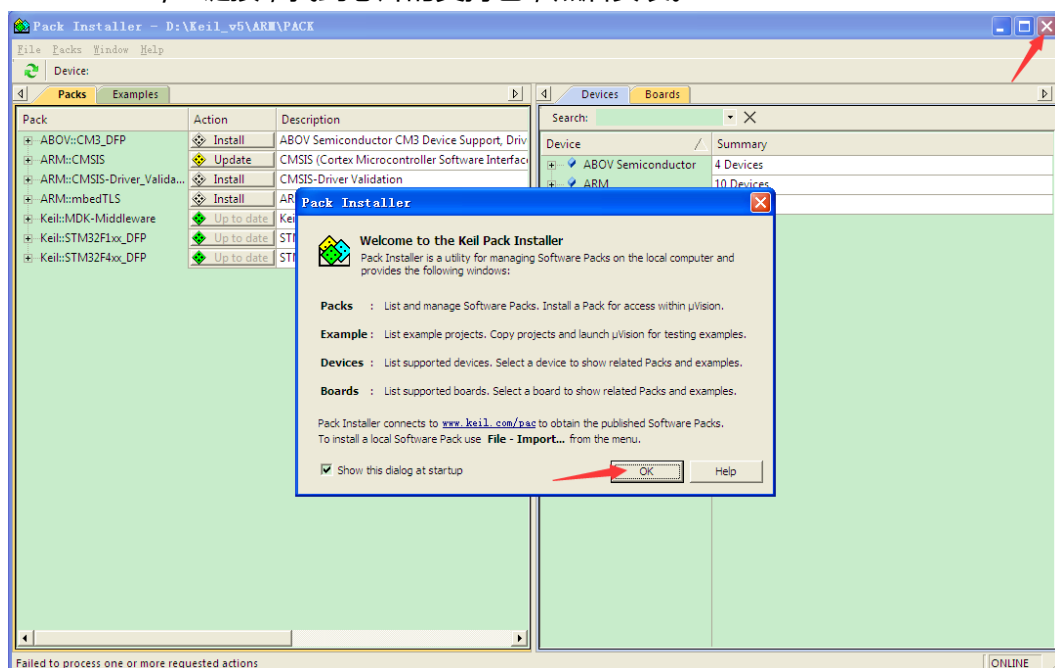 Pack Installer - D:\Keil_v5\ARM\PACK
File Packs Window Help
Device:
Packs Examples
Pack Action Description
ABOV::CM3_DFP Install ABOV Semiconductor CM3 Device Support, Driv
ARM::CMSIS Update CMSIS (Cortex Microcontroller Software Interfac
ARM::CMSIS-Driver_Valida... Install CMSIS-Driver Validation
ARM::mbedTLS Install AR
Keil::MDK-Middleware Up to date Kei
Keil::STM32F1xx_DFP Up to date ST
Keil::STM32F4xx_DFP Up to date ST
Devices Boards
Search:
Device Summary
ABOV Semiconductor 4 Devices
ARM 10 Devices
Pack Installer
Welcome to the Keil Pack Installer
Pack Installer is a utility for managing Software Packs on the local computer and
provides the following windows:
Packs : List and manage Software Packs. Install a Pack for access within µVision.
Example : List example projects. Copy projects and launch µVision for testing examples.
Devices : List supported devices. Select a device to show related Packs and examples.
Boards : List supported boards. Select a board to show related Packs and examples.
Pack Installer connects to www.keil.com/pac to obtain the published Software Packs.
To install a local Software Pack use File - Import... from the menu.
Show this dialog at startup
OK Help
Failed to process one or more requested actions
ONLINE